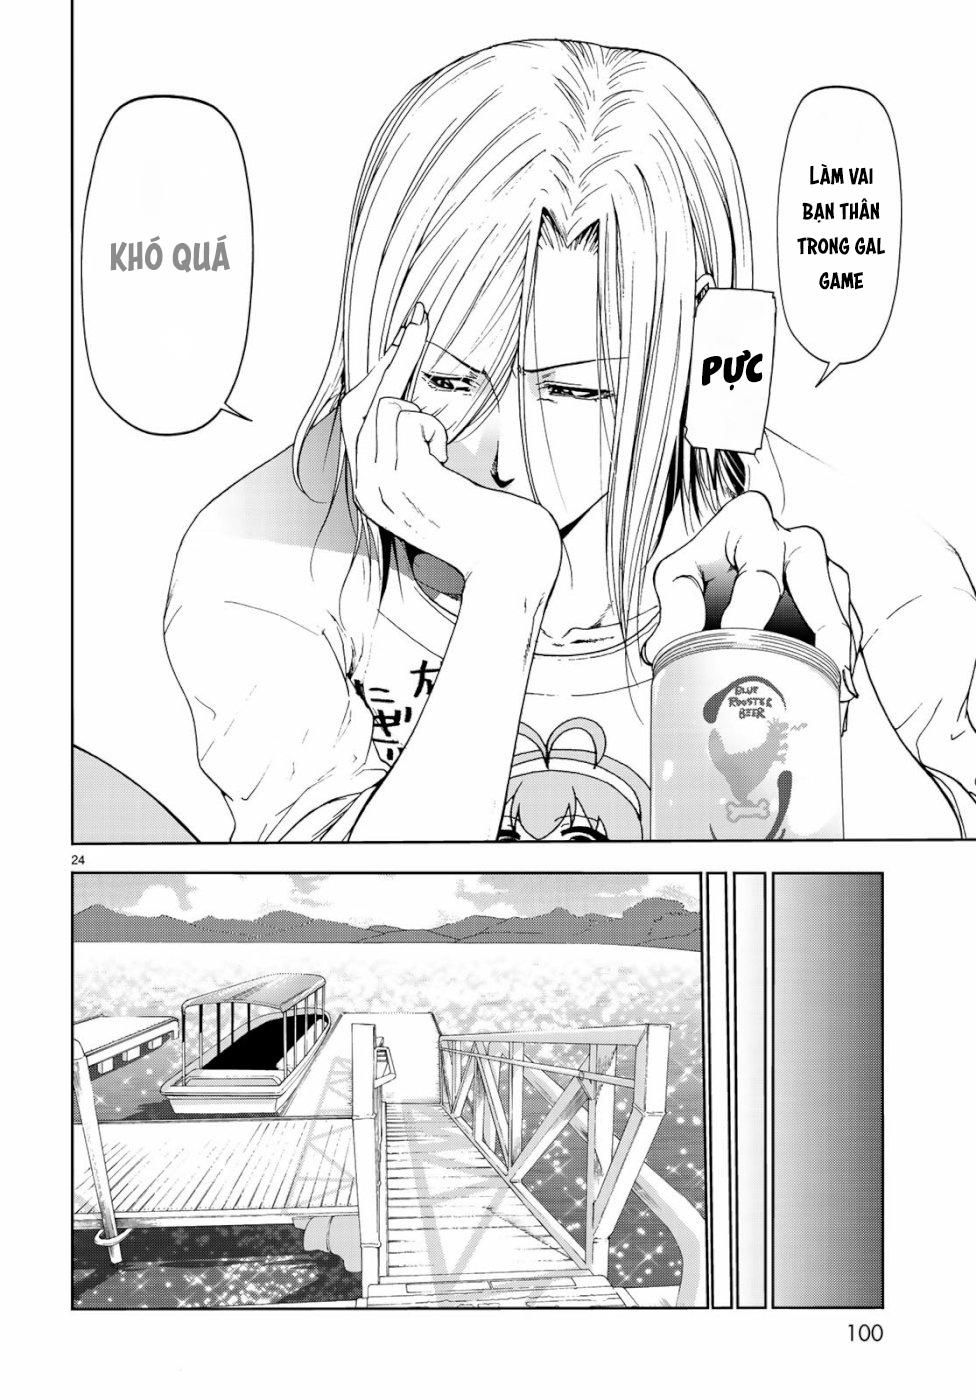 LÀM VAI
BẠN THÂN
TRONG GAL
GAME
PỰC
KHÓ QUÁ
BLUE
ROOSTER
BEER
24
100